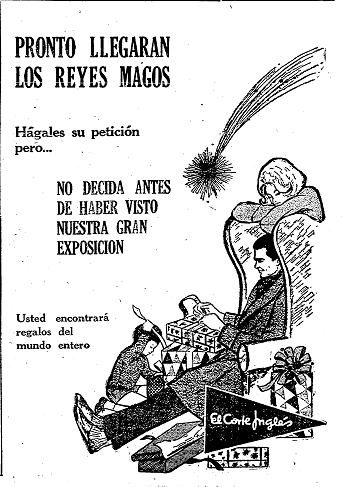 PRONTO LLEGARAN
LOS REYES MAGOS
Hágales su petición
pero...
NO DECIDA ANTES
DE HABER VISTO
NUESTRA GRAN
EXPOSICION
Usted encontrará
regalos del
mundo entero
El Corte Inglés